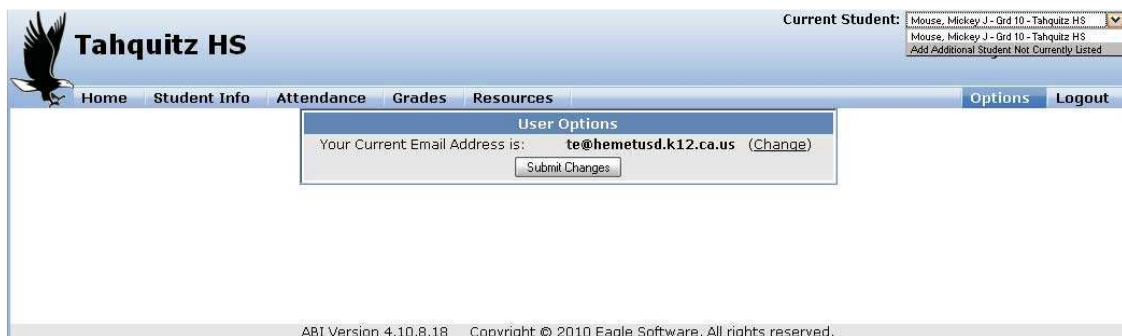 Current Student: Mouse, Mickey J - Grd 10 - Tahquitz HS
Mouse, Mickey J - Grd 10 - Tahquitz HS
Add Additional Student Not Currently Listed
Tahquitz HS
Home Student Info Attendance Grades Resources Options Logout
User Options
Your Current Email Address is: te@hemetusd.k12.ca.us (Change)
Submit Changes
ABI Version 4.10.8.18 Copyright © 2010 Eagle Software. All rights reserved.